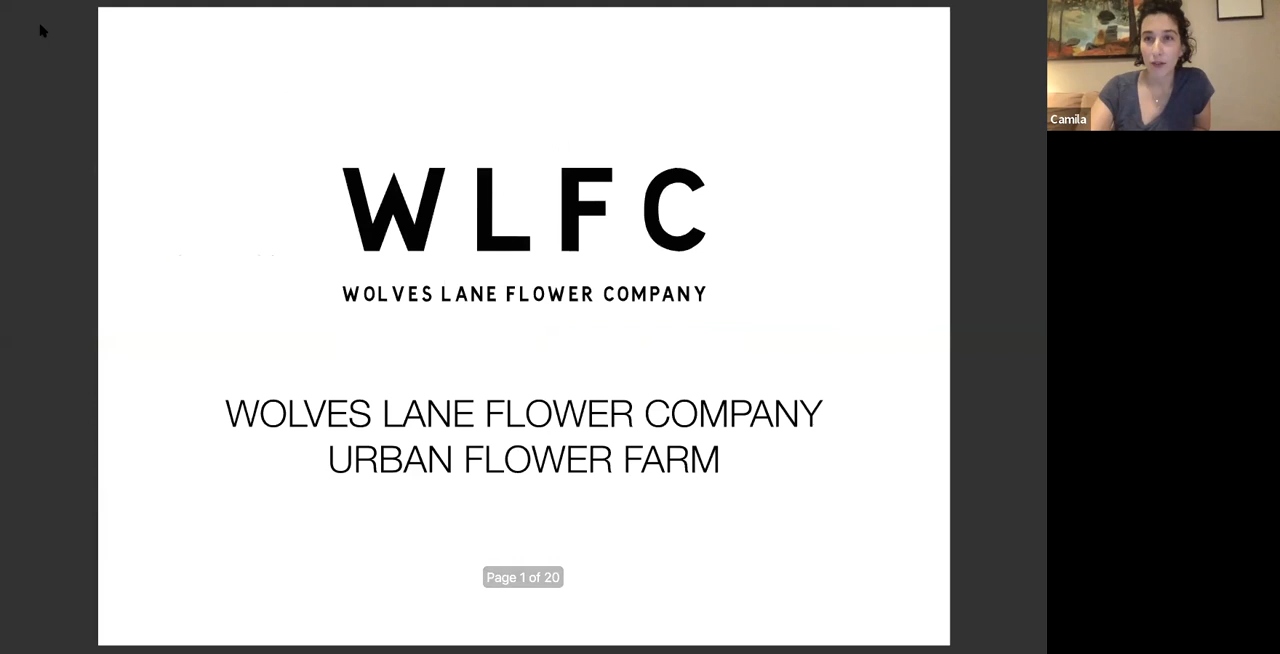 WLFC
WOLVES LANE FLOWER COMPANY
WOLVES LANE FLOWER COMPANY
URBAN FLOWER FARM
Page 1 of 20
Camila